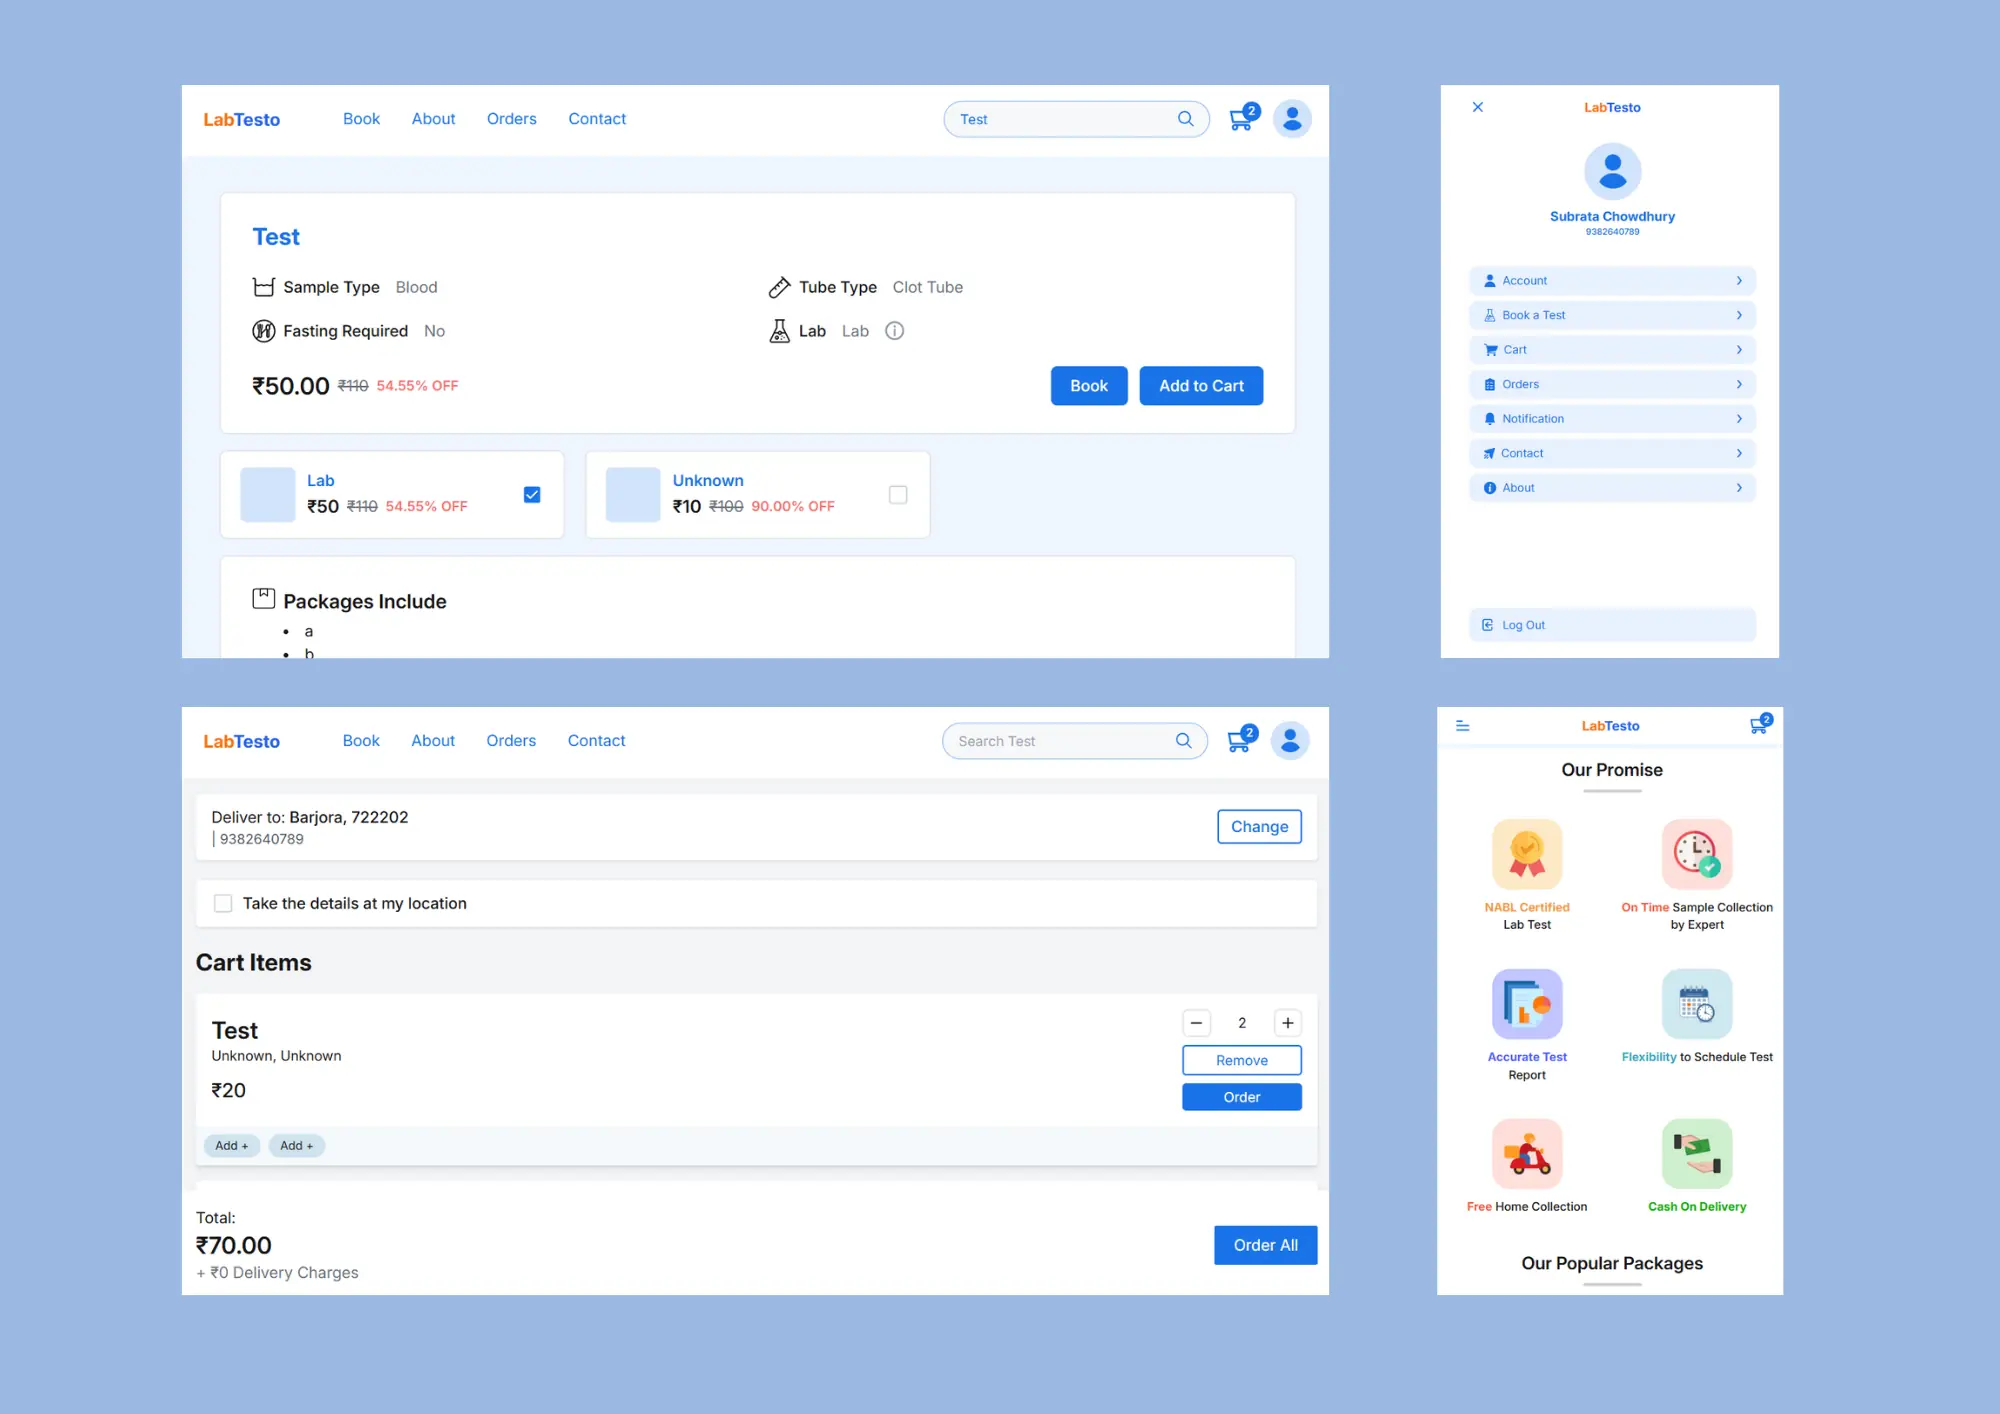 LabTesto Book About Orders Contact Test 2
Test
Sample Type Blood Tube Type Clot Tube
Fasting Required No Lab Lab
₹50.00 ₹110 54.55% OFF Book Add to Cart
Lab
₹50 ₹110 54.55% OFF
Unknown
₹10 ₹100 90.00% OFF
Packages Include
• a
• b
LabTesto
Subrata Chowdhury
9382640789
Account
Book a Test
Cart
Orders
Notification
Contact
About
Log Out
LabTesto Book About Orders Contact Search Test 2
Deliver to: Barjora, 722202
| 9382640789
Change
Take the details at my location
Cart Items
Test
Unknown, Unknown
₹20
− 2 +
Remove
Order
Add + Add +
Total:
₹70.00
+ ₹0 Delivery Charges
Order All
LabTesto 2
Our Promise
NABL Certified
Lab Test
On Time Sample Collection
by Expert
Accurate Test
Report
Flexibility to Schedule Test
Free Home Collection
Cash On Delivery
Our Popular Packages